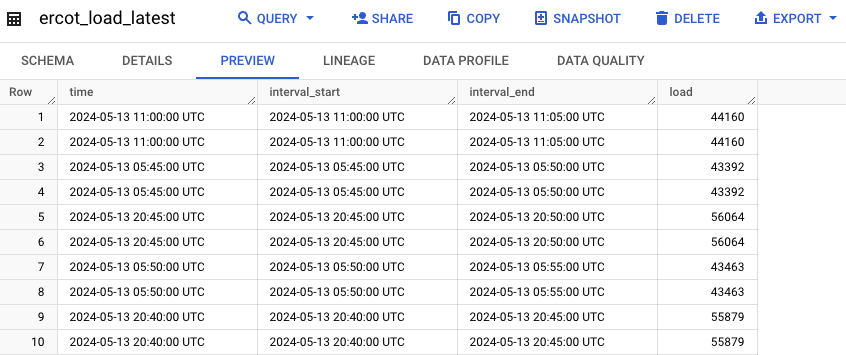 ercot_load_latest QUERY SHARE COPY SNAPSHOT DELETE EXPORT
SCHEMA DETAILS PREVIEW LINEAGE DATA PROFILE DATA QUALITY
Row time interval_start interval_end load
1 2024-05-13 11:00:00 UTC 2024-05-13 11:00:00 UTC 2024-05-13 11:05:00 UTC 44160
2 2024-05-13 11:00:00 UTC 2024-05-13 11:00:00 UTC 2024-05-13 11:05:00 UTC 44160
3 2024-05-13 05:45:00 UTC 2024-05-13 05:45:00 UTC 2024-05-13 05:50:00 UTC 43392
4 2024-05-13 05:45:00 UTC 2024-05-13 05:45:00 UTC 2024-05-13 05:50:00 UTC 43392
5 2024-05-13 20:45:00 UTC 2024-05-13 20:45:00 UTC 2024-05-13 20:50:00 UTC 56064
6 2024-05-13 20:45:00 UTC 2024-05-13 20:45:00 UTC 2024-05-13 20:50:00 UTC 56064
7 2024-05-13 05:50:00 UTC 2024-05-13 05:50:00 UTC 2024-05-13 05:55:00 UTC 43463
8 2024-05-13 05:50:00 UTC 2024-05-13 05:50:00 UTC 2024-05-13 05:55:00 UTC 43463
9 2024-05-13 20:40:00 UTC 2024-05-13 20:40:00 UTC 2024-05-13 20:45:00 UTC 55879
10 2024-05-13 20:40:00 UTC 2024-05-13 20:40:00 UTC 2024-05-13 20:45:00 UTC 55879